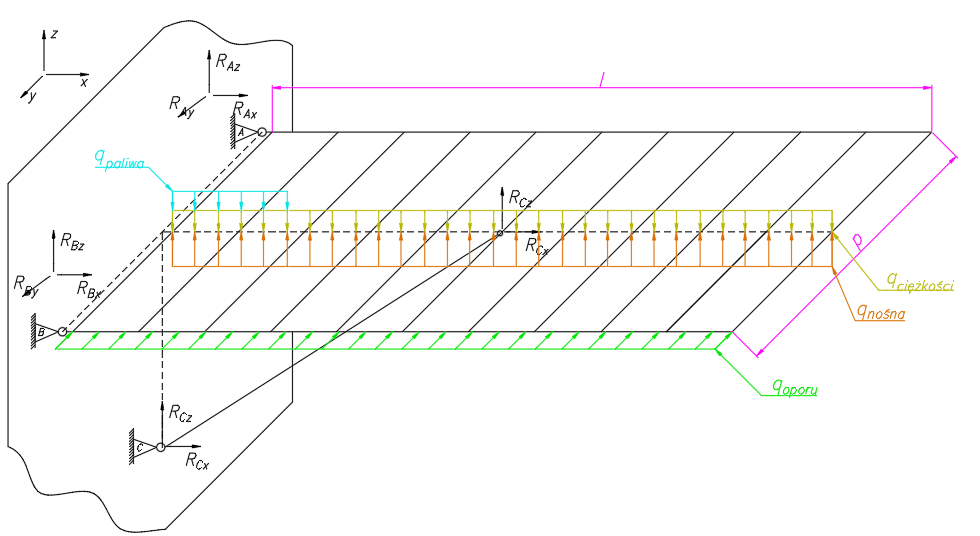 z
x
y
R_Az
R_Ay
R_Ax
A
l
q_paliwa
R_Cz
R_Cx
p
R_Bz
R_By
R_Bx
B
q_ciężkości
q_nośna
q_oporu
R_Cz
C
R_Cx